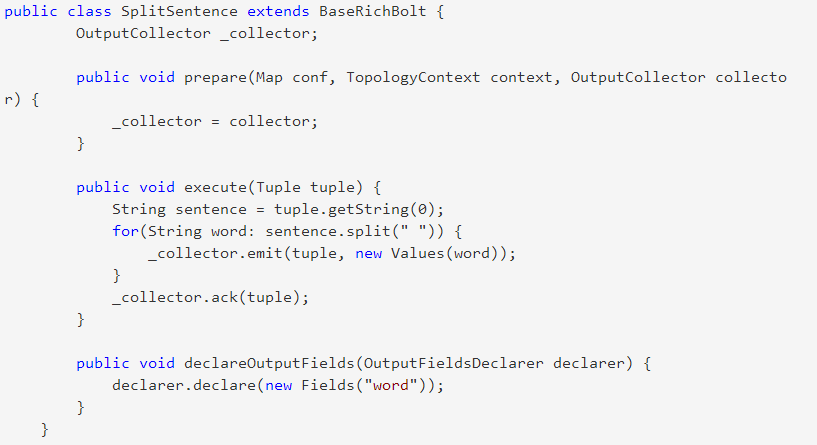 public class SplitSentence extends BaseRichBolt {
        OutputCollector _collector;

        public void prepare(Map conf, TopologyContext context, OutputCollector collecto
r) {
            _collector = collector;
        }

        public void execute(Tuple tuple) {
            String sentence = tuple.getString(0);
            for(String word: sentence.split(" ")) {
                _collector.emit(tuple, new Values(word));
            }
            _collector.ack(tuple);
        }

        public void declareOutputFields(OutputFieldsDeclarer declarer) {
            declarer.declare(new Fields("word"));
        }
    }